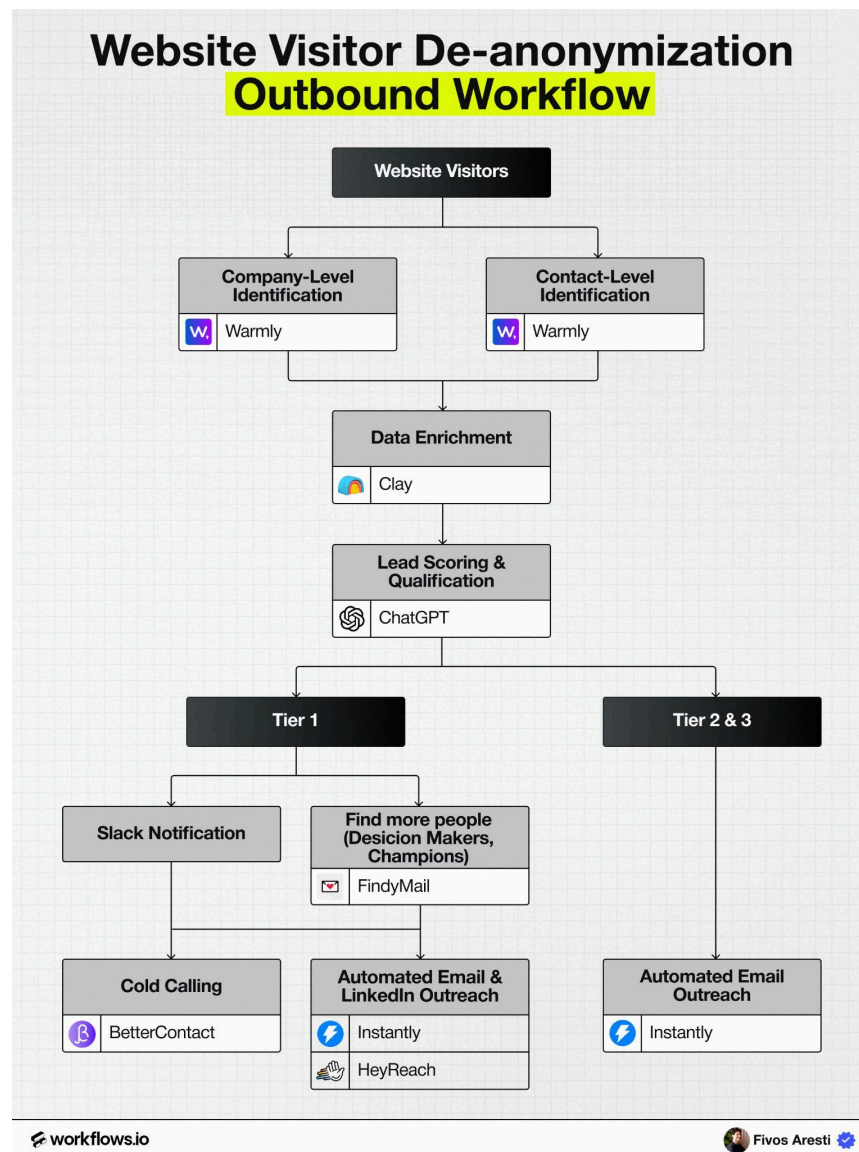 Website Visitor De-anonymization
Outbound Workflow
Website Visitors
Company-Level
Identification
W,
Warmly
Contact-Level
Identification
W,
Warmly
Data Enrichment
Clay
Lead Scoring &
Qualification
ChatGPT
Tier 1
Tier 2 & 3
Slack Notification
Find more people
(Desicion Makers,
Champions)
FindyMail
Cold Calling
β
BetterContact
Automated Email &
LinkedIn Outreach
Instantly
HeyReach
Automated Email
Outreach
Instantly
workflows.io
Fivos Aresti